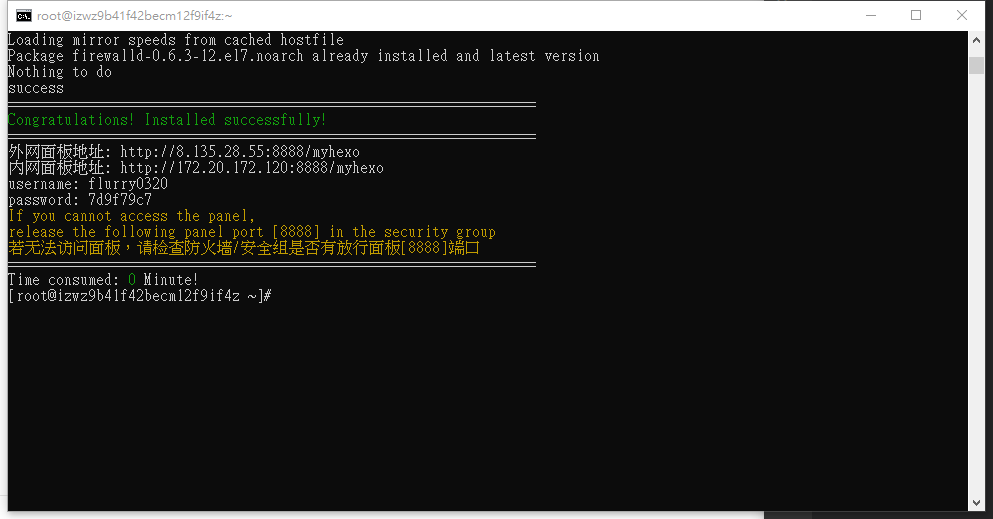 root@izwz9b41f42becm12f9if4z:~
Loading mirror speeds from cached hostfile
Package firewalld-0.6.3-12.el7.noarch already installed and latest version
Nothing to do
success
==================================================================
Congratulations! Installed successfully!
==================================================================
外网面板地址: http://8.135.28.55:8888/myhexo
内网面板地址: http://172.20.172.120:8888/myhexo
username: flurry0320
password: 7d9f79c7
If you cannot access the panel,
release the following panel port [8888] in the security group
若无法访问面板，请检查防火墙/安全组是否有放行面板[8888]端口
==================================================================
Time consumed: 0 Minute!
[root@izwz9b41f42becm12f9if4z ~]#